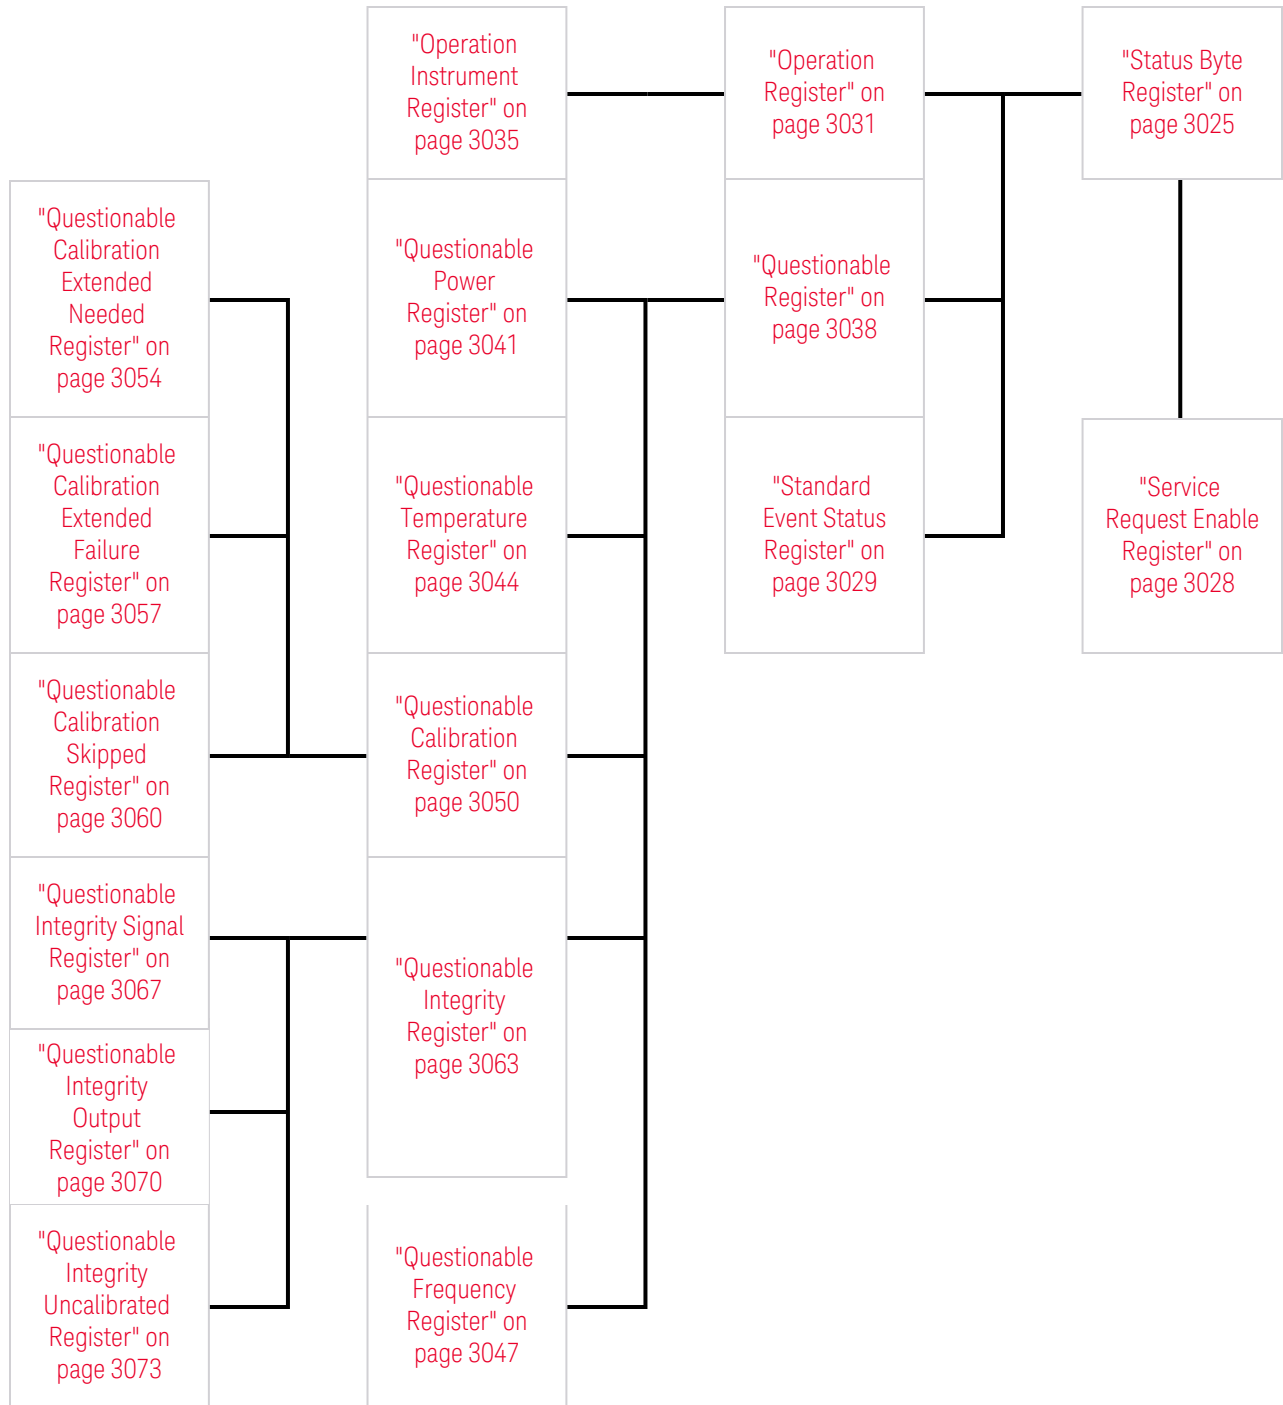 "Operation
Instrument
Register" on
page 3035
"Operation
Register" on
page 3031
"Status Byte
Register" on
page 3025
"Questionable
Calibration
Extended
Needed
Register" on
page 3054
"Questionable
Power
Register" on
page 3041
"Questionable
Register" on
page 3038
"Questionable
Calibration
Extended
Failure
Register" on
page 3057
"Questionable
Temperature
Register" on
page 3044
"Standard
Event Status
Register" on
page 3029
"Service
Request Enable
Register" on
page 3028
"Questionable
Calibration
Skipped
Register" on
page 3060
"Questionable
Calibration
Register" on
page 3050
"Questionable
Integrity Signal
Register" on
page 3067
"Questionable
Integrity
Register" on
page 3063
"Questionable
Integrity
Output
Register" on
page 3070
"Questionable
Integrity
Uncalibrated
Register" on
page 3073
"Questionable
Frequency
Register" on
page 3047